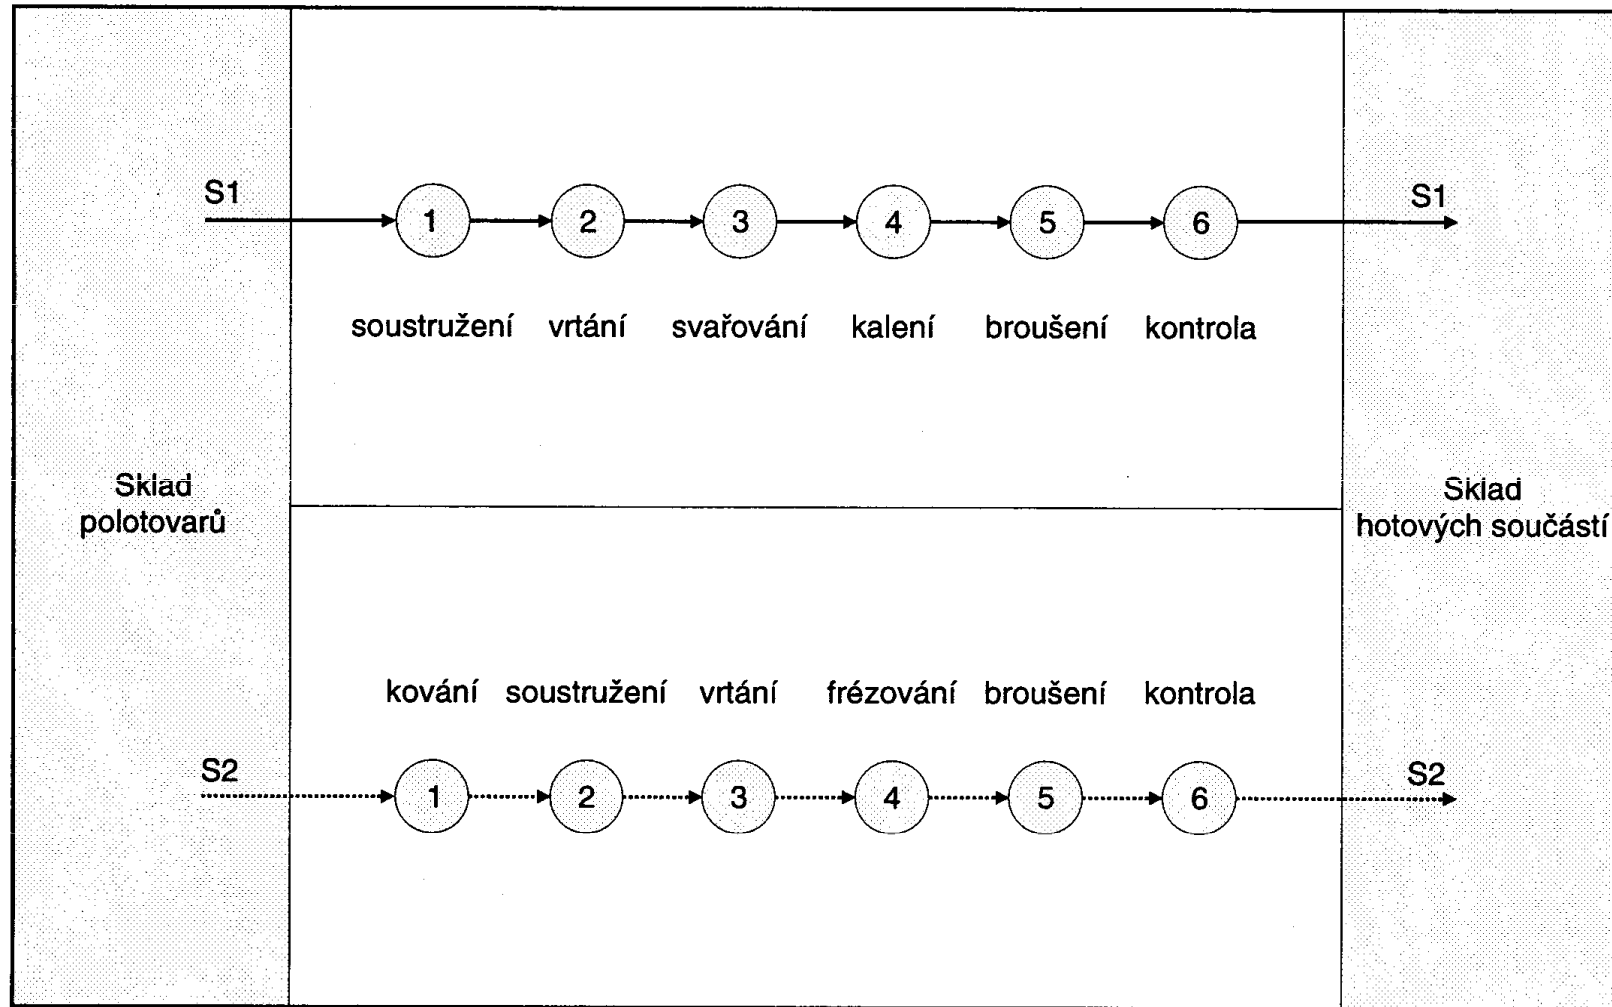 S1
S1
1 2 3 4 5 6
soustružení vrtání svařování kalení broušení kontrola
Sklad
polotovarů
Sklad
hotových součástí
kování soustružení vrtání frézování broušení kontrola
S2
S2
1 2 3 4 5 6